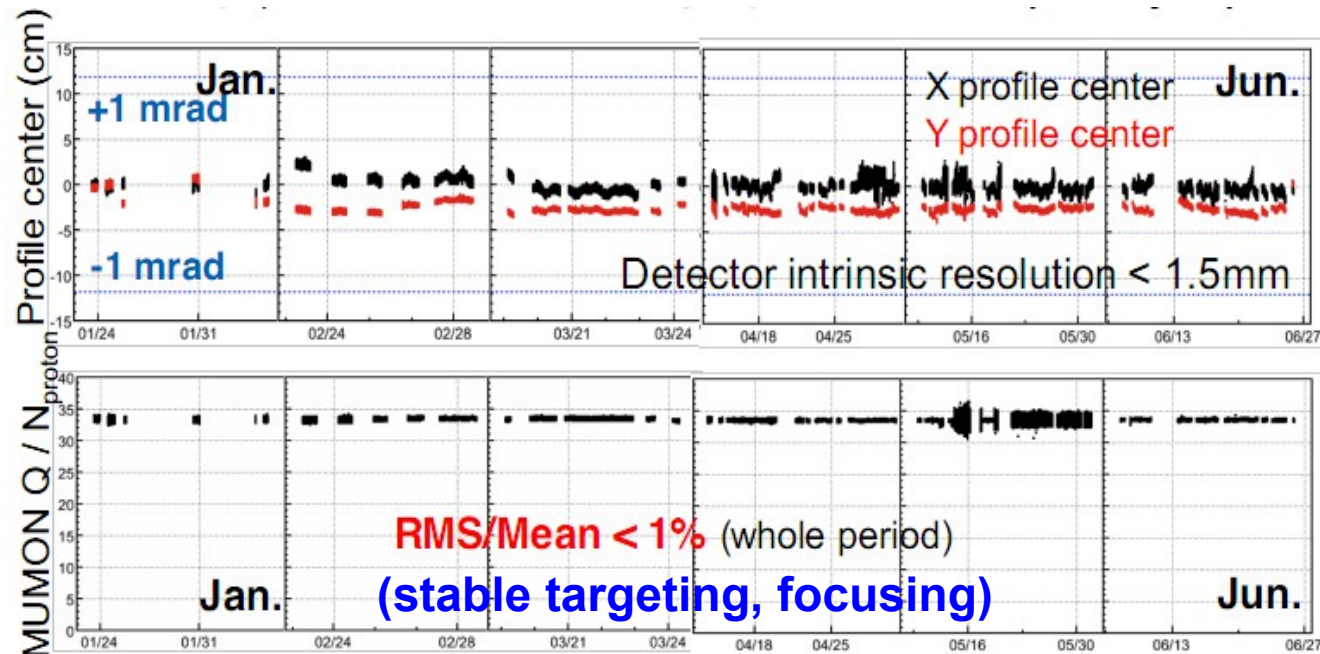 Profile center (cm)
15
10
5
0
-5
-10
-15
Jan.
+1 mrad
-1 mrad
X profile center
Jun.
Y profile center
Detector intrinsic resolution < 1.5mm
01/24 01/31 02/24 02/28 03/21 03/24 04/18 04/25 05/16 05/30 06/13 06/27
MUMON Q / Nproton
40
35
30
25
20
15
10
5
0
RMS/Mean < 1% (whole period)
(stable targeting, focusing)
Jan.
Jun.
01/24 01/31 02/24 02/28 03/21 03/24 04/18 04/25 05/16 05/30 06/13 06/27